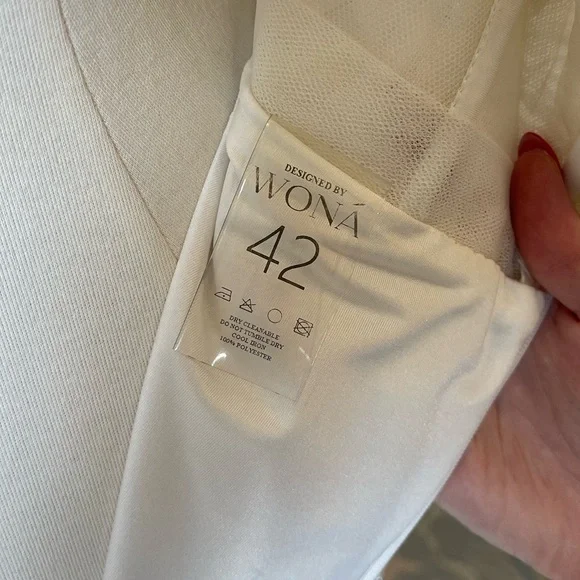 DESIGNED BY
WONÁ
42
DRY CLEANABLE
DO NOT TUMBLE DRY
COOL IRON
100% POLYESTER